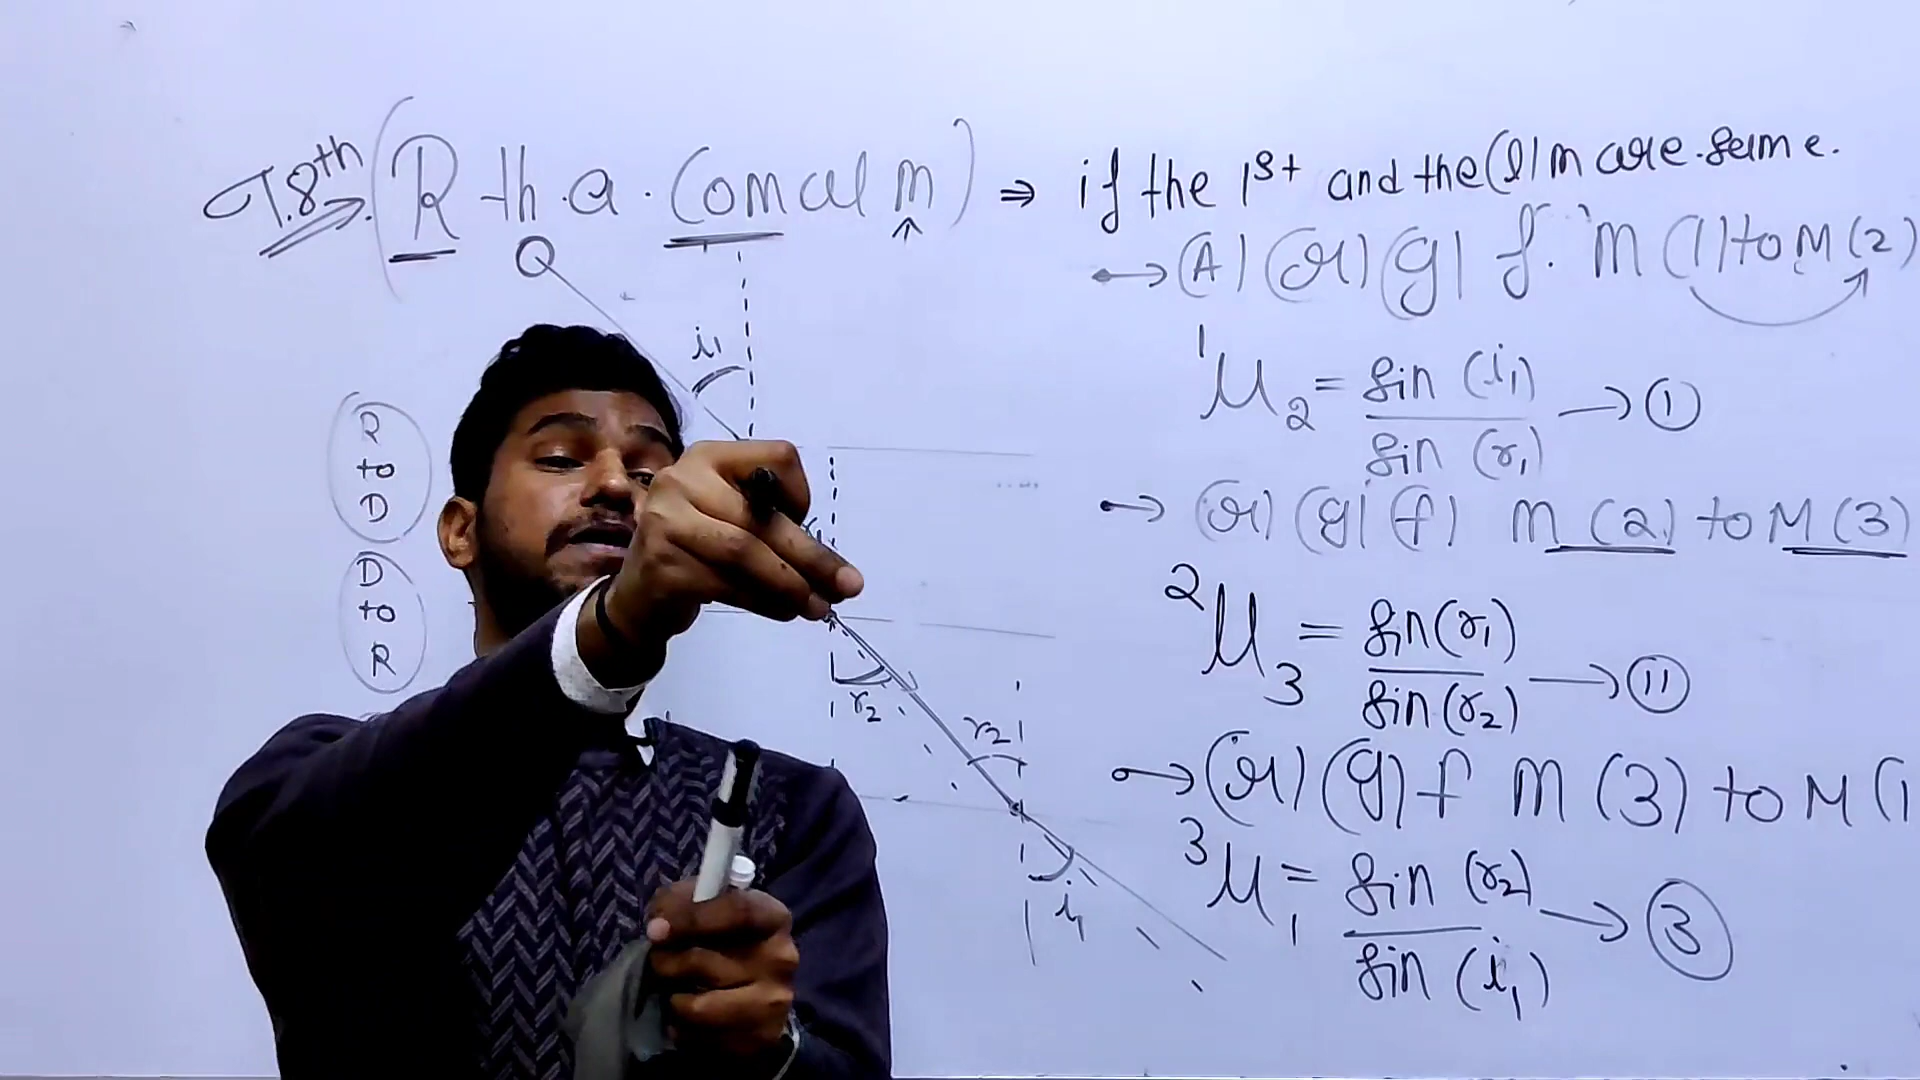 T.8th (R th.a. Comal m) ⇒ if the 1st and the (l) m are same.
→ (A) (r) (g) f. M (1) to M (2)
i₁
¹μ₂ = sin (i₁) / sin (r₁) → ①
R
to
D
→ (r) (g) (f) M (2) to M (3)
D
to
R
²μ₃ = sin(r₁) / sin(r₂) → ⑪
r₂
r₂
→ (r) (g) f M (3) to M (1
³μ₁ = sin (r₂) / sin (i₁) → ③
i₁